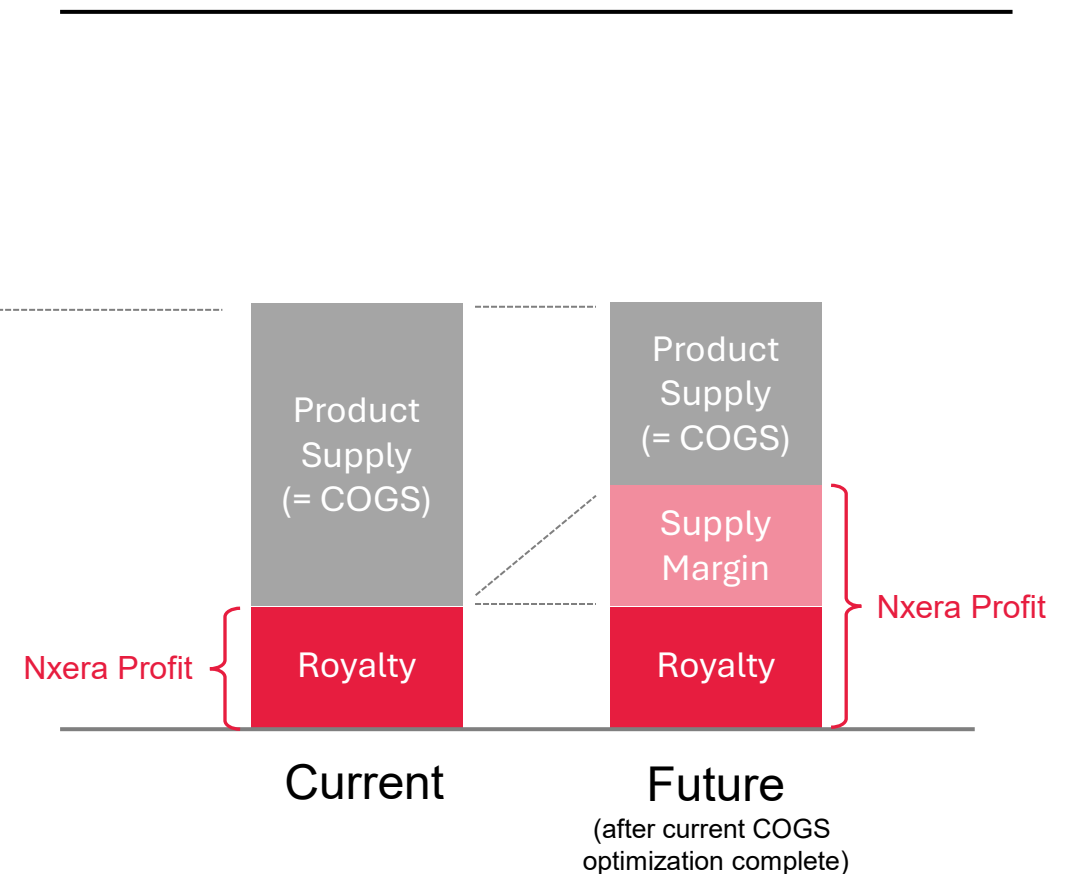 Product
Supply
(= COGS)
Royalty
Nxera Profit
Product
Supply
(= COGS)
Supply
Margin
Royalty
Nxera Profit
Current
Future
(after current COGS
optimization complete)